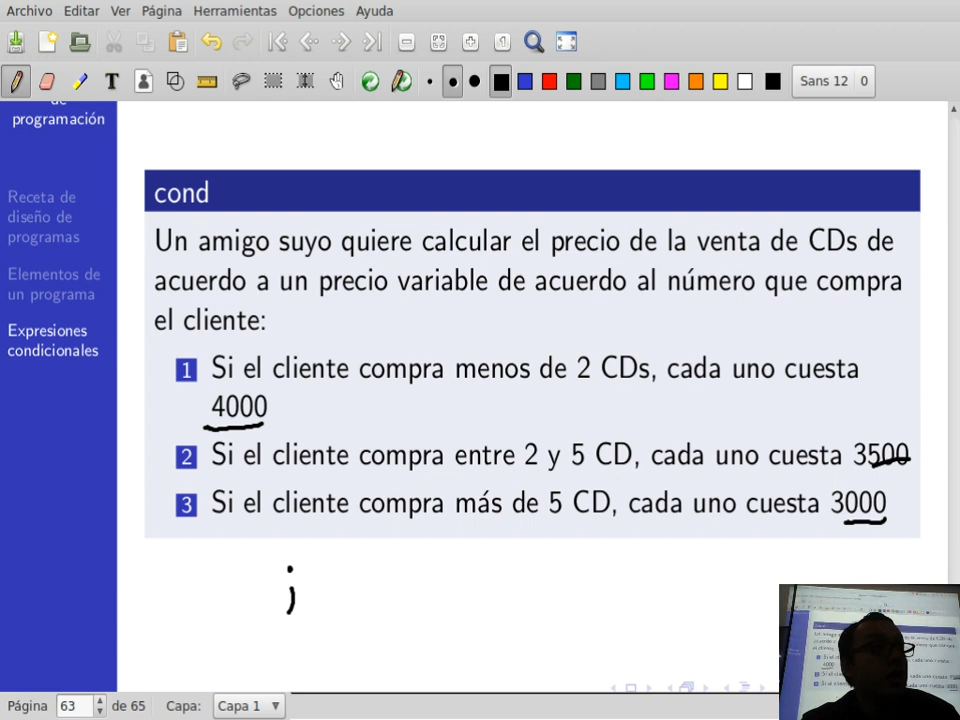 Archivo Editar Ver Página Herramientas Opciones Ayuda
T
Sans 12 0
de
programación
Receta de
diseño de
programas
Elementos de
un programa
Expresiones
condicionales
cond
Un amigo suyo quiere calcular el precio de la venta de CDs de
acuerdo a un precio variable de acuerdo al número que compra
el cliente:
1 Si el cliente compra menos de 2 CDs, cada uno cuesta
4000
2 Si el cliente compra entre 2 y 5 CD, cada uno cuesta 3500
3 Si el cliente compra más de 5 CD, cada uno cuesta 3000
;
Página 63 de 65 Capa: Capa 1